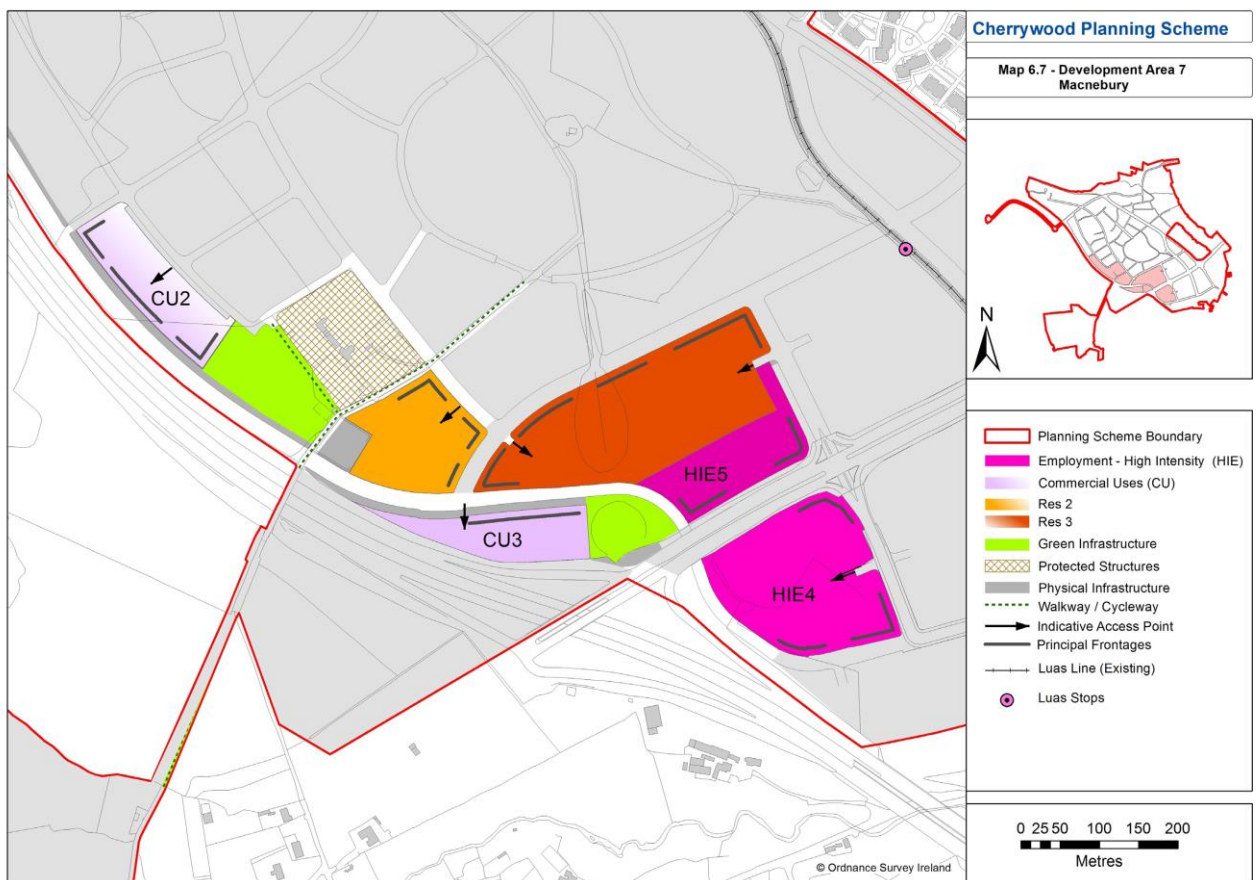 Cherrywood Planning Scheme
Map 6.7 - Development Area 7
Macnebury
N
CU2
HIE5
CU3
HIE4
Planning Scheme Boundary
Employment - High Intensity (HIE)
Commercial Uses (CU)
Res 2
Res 3
Green Infrastructure
Protected Structures
Physical Infrastructure
Walkway / Cycleway
Indicative Access Point
Principal Frontages
Luas Line (Existing)
Luas Stops
0 25 50 100 150 200
Metres
© Ordnance Survey Ireland